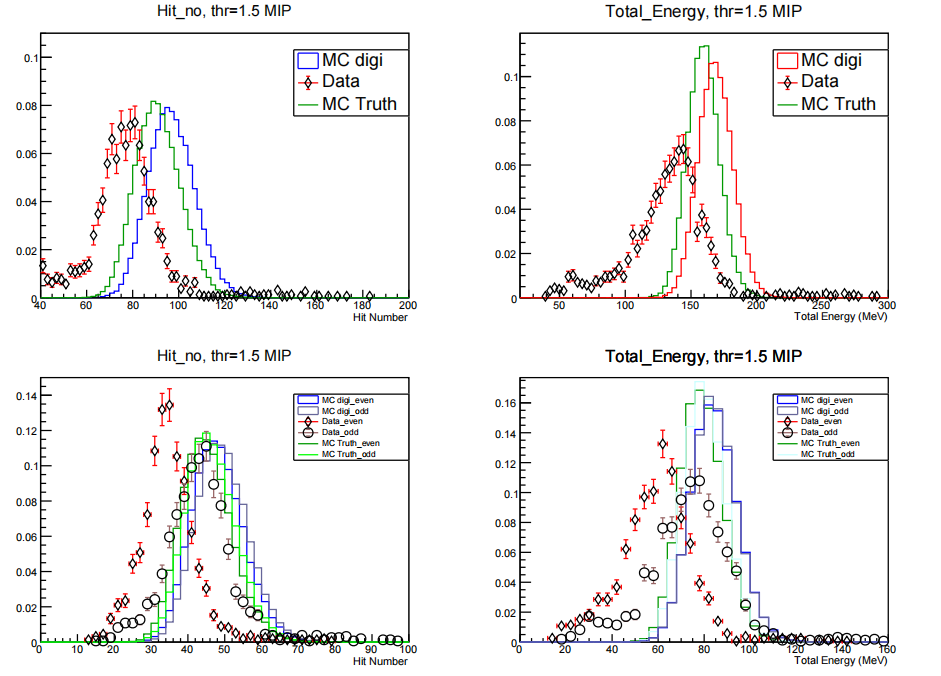 Hit_no, thr=1.5 MIP
0.1
0.08
0.06
0.04
0.02
0
40 60 80 100 120 140 160 180 200
Hit Number
MC digi
Data
MC Truth
Total_Energy, thr=1.5 MIP
0.1
0.08
0.06
0.04
0.02
0
50 100 150 200 250 300
Total Energy (MeV)
MC digi
Data
MC Truth
Hit_no, thr=1.5 MIP
0.14
0.12
0.1
0.08
0.06
0.04
0.02
0
0 10 20 30 40 50 60 70 80 90 100
Hit Number
MC digi_even
MC digi_odd
Data_even
Data_odd
MC Truth_even
MC Truth_odd
Total_Energy, thr=1.5 MIP
0.16
0.14
0.12
0.1
0.08
0.06
0.04
0.02
0
0 20 40 60 80 100 120 140 160
Total Energy (MeV)
MC digi_even
MC digi_odd
Data_even
Data_odd
MC Truth_even
MC Truth_odd